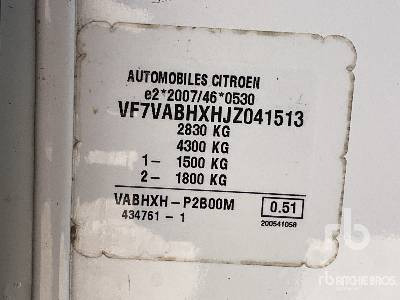 AUTOMOBILES CITROEN
e2*2007/46*0530
VF7VABHXHJZ041513
2830 KG
4300 KG
1- 1500 KG
2- 1800 KG
VABHXH-P2B00M 0.51
434761-1 200541058
rb
RITCHIE BROS